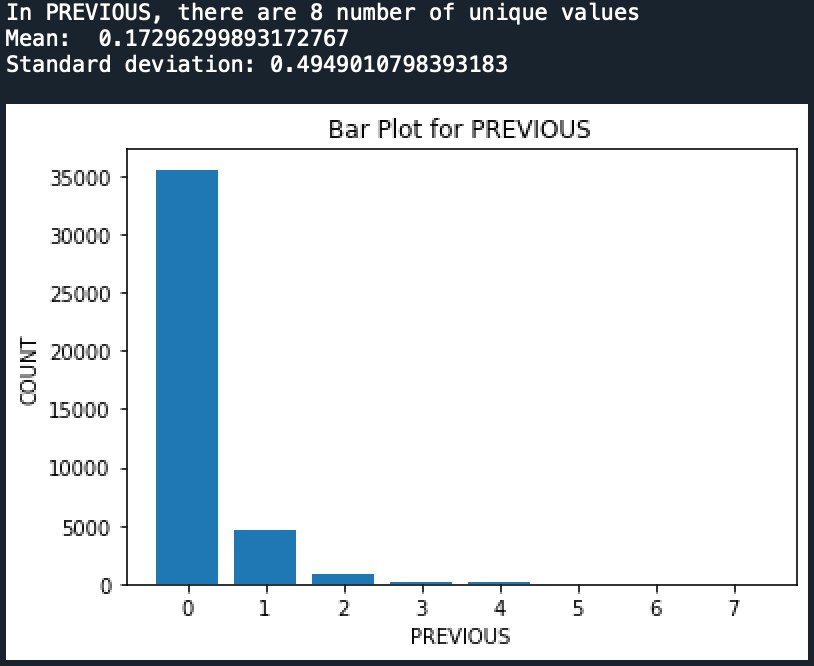 In PREVIOUS, there are 8 number of unique values
Mean:  0.17296299893172767
Standard deviation: 0.4949010798393183
Bar Plot for PREVIOUS
35000
30000
25000
20000
15000
10000
5000
0
COUNT
0 1 2 3 4 5 6 7
PREVIOUS